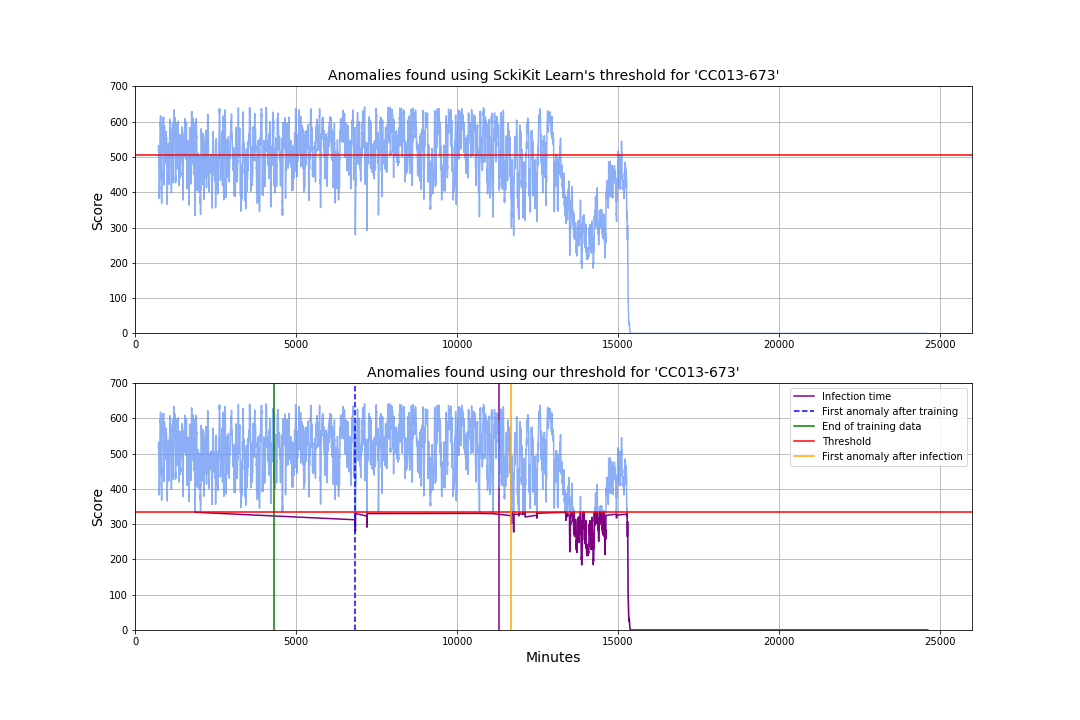 Anomalies found using SckiKit Learn's threshold for 'CC013-673'
700
600
500
400
300
200
100
0
Score
0 5000 10000 15000 20000 25000
Anomalies found using our threshold for 'CC013-673'
700
600
500
400
300
200
100
0
Score
Infection time
First anomaly after training
End of training data
Threshold
First anomaly after infection
0 5000 10000 15000 20000 25000
Minutes